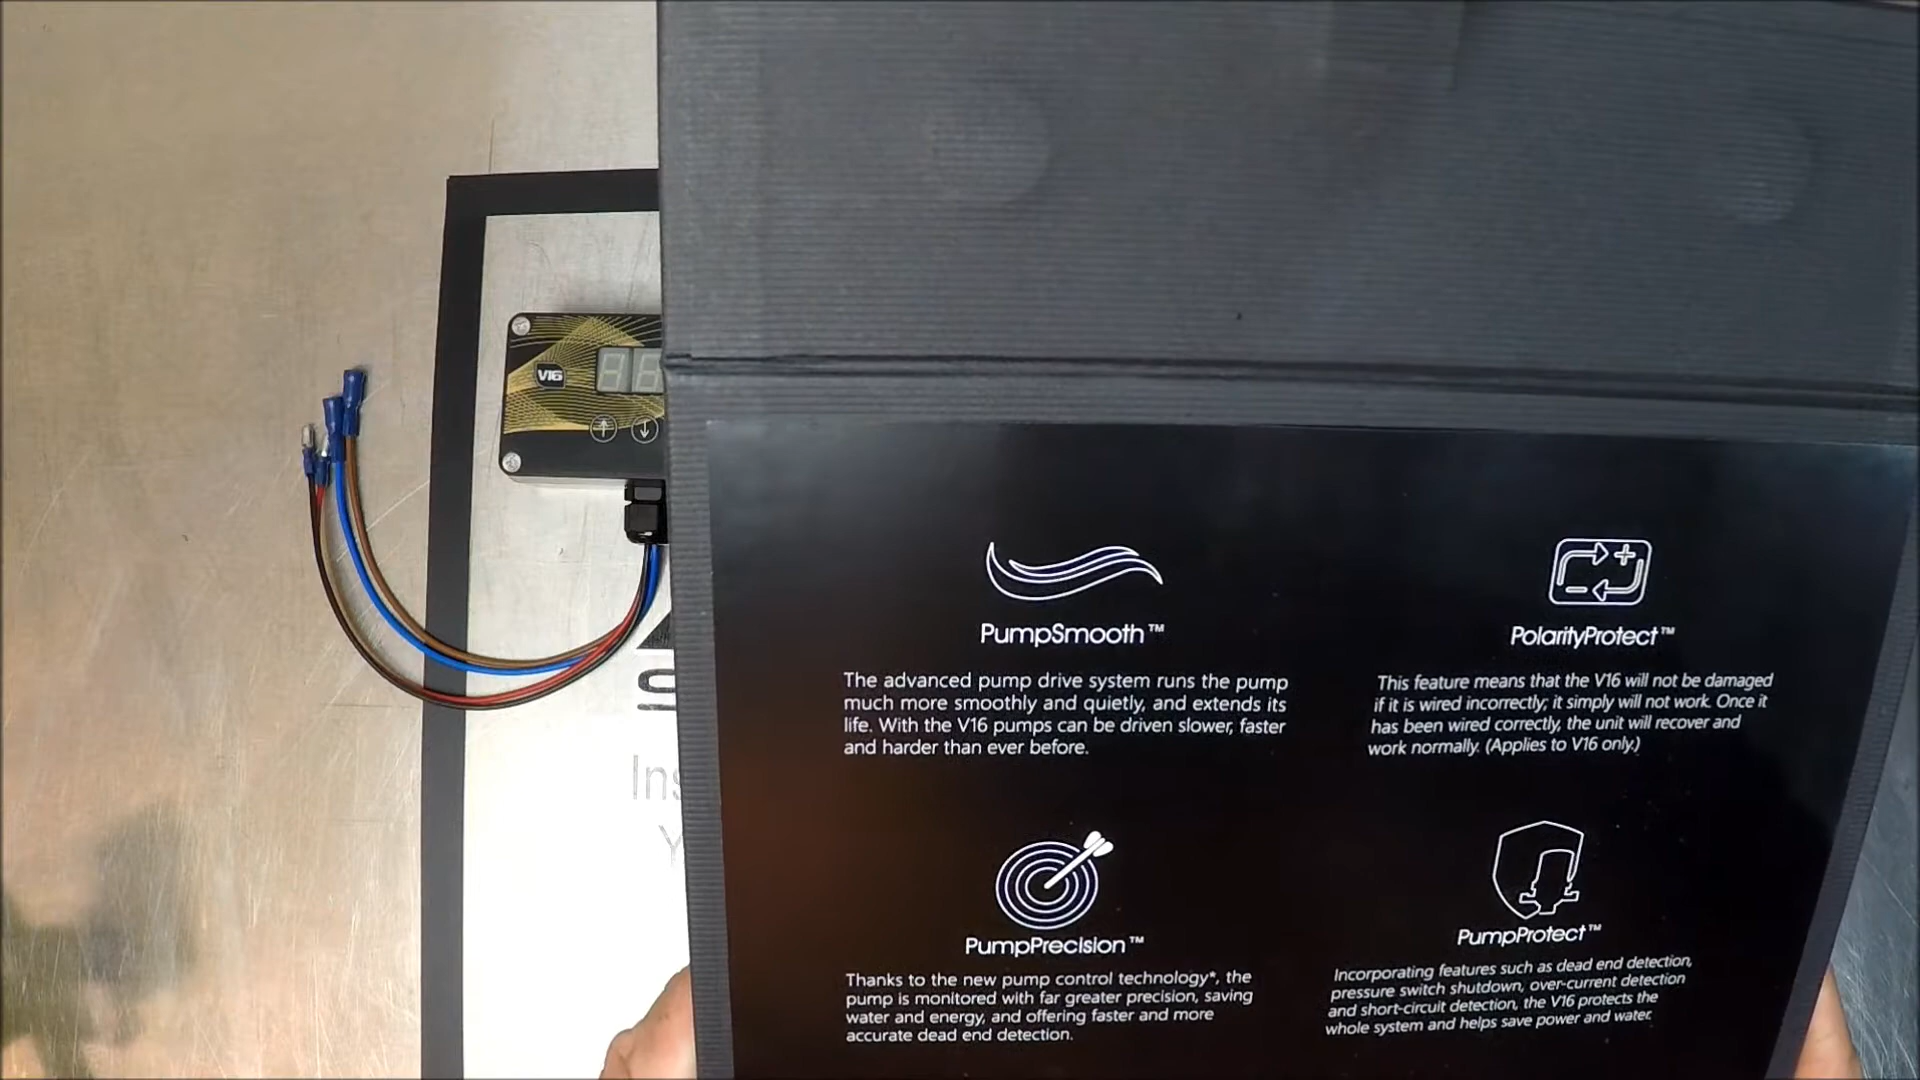 V16
PumpSmooth™
The advanced pump drive system runs the pump
much more smoothly and quietly, and extends its
life. With the V16 pumps can be driven slower, faster
and harder than ever before.
PolarityProtect™
This feature means that the V16 will not be damaged
if it is wired incorrectly; it simply will not work. Once it
has been wired correctly, the unit will recover and
work normally. (Applies to V16 only.)
PumpPrecision™
Thanks to the new pump control technology*, the
pump is monitored with far greater precision, saving
water and energy, and offering faster and more
accurate dead end detection.
PumpProtect™
Incorporating features such as dead end detection,
pressure switch shutdown, over-current detection
and short-circuit detection, the V16 protects the
whole system and helps save power and water.